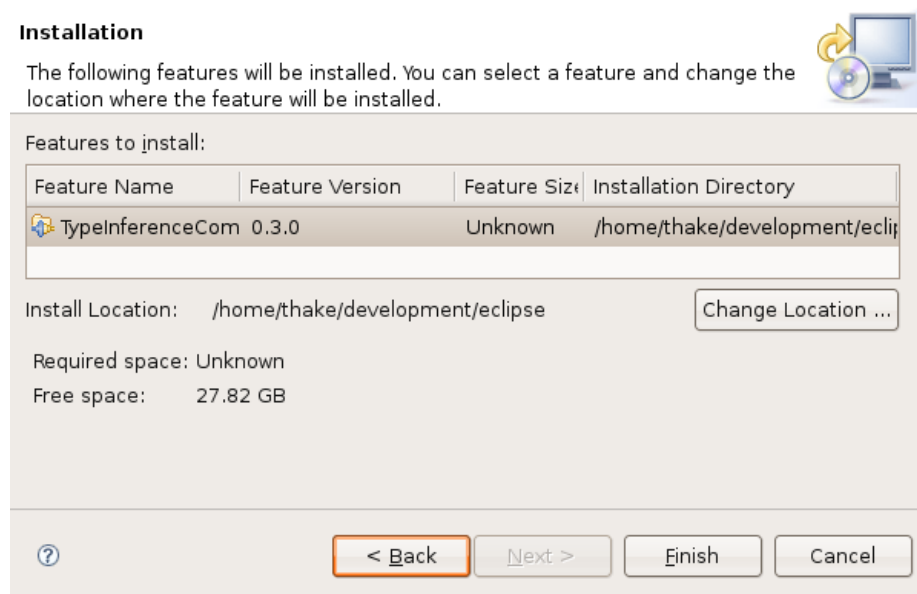 Installation
The following features will be installed. You can select a feature and change the
location where the feature will be installed.
Features to install:
Feature Name Feature Version Feature Size Installation Directory
TypeInferenceCom 0.3.0 Unknown /home/thake/development/eclip
Install Location: /home/thake/development/eclipse Change Location ...
Required space: Unknown
Free space: 27.82 GB
? < Back Next > Finish Cancel